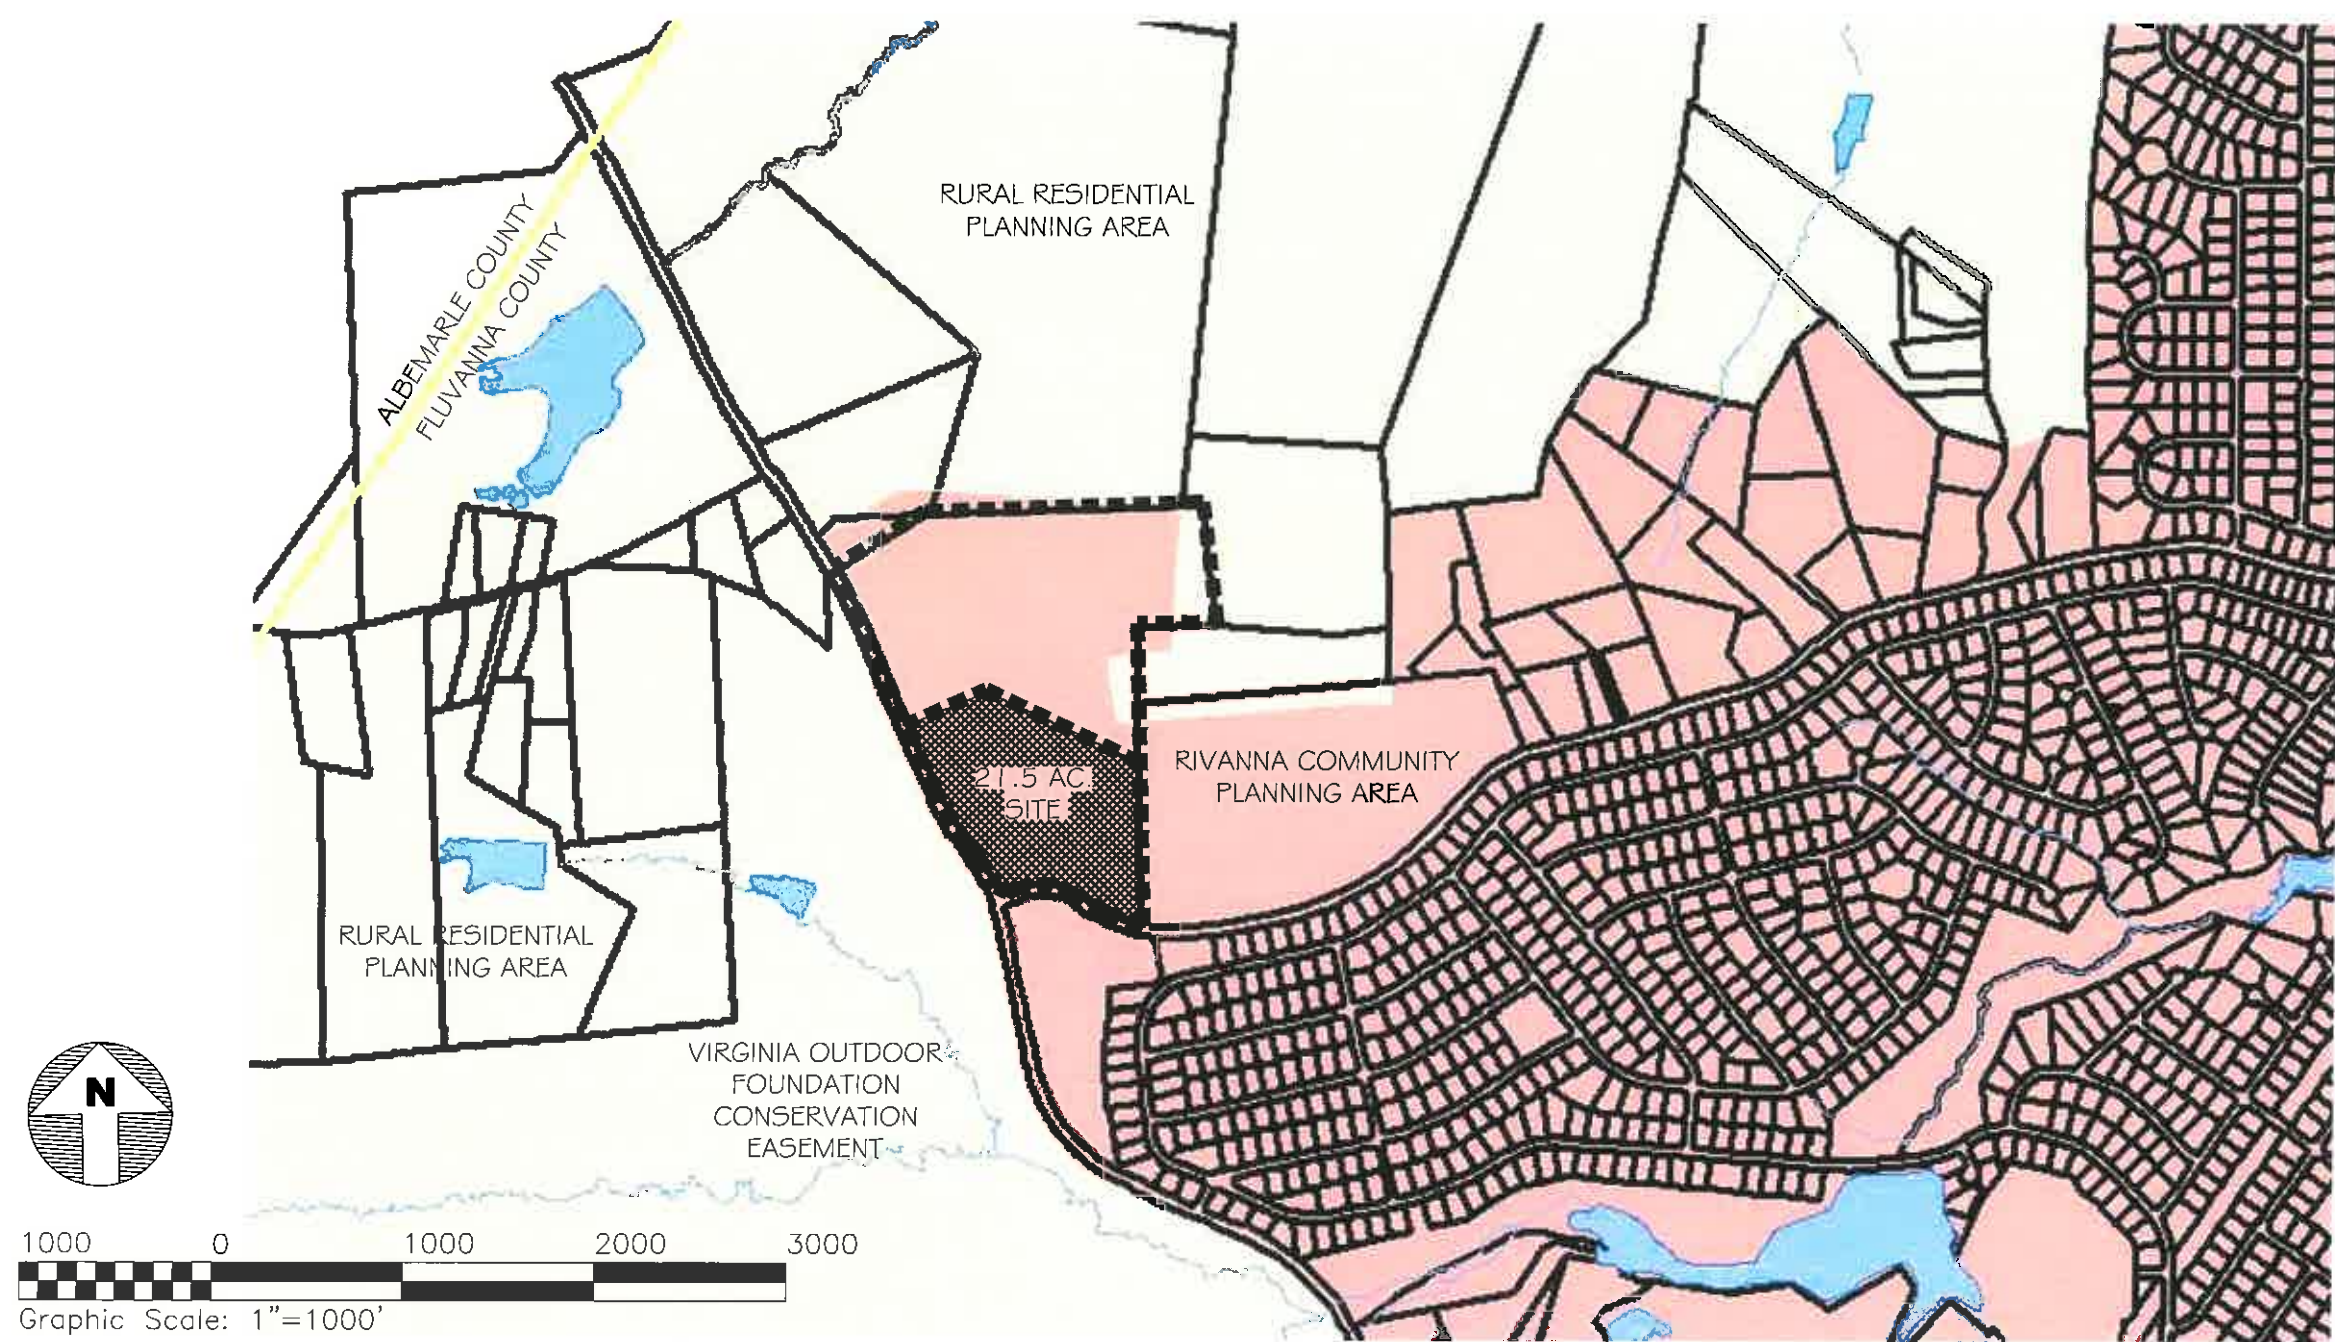 RURAL RESIDENTIAL
PLANNING AREA
ALBEMARLE COUNTY
FLUVANNA COUNTY
21.5 AC.
SITE
RIVANNA COMMUNITY
PLANNING AREA
RURAL RESIDENTIAL
PLANNING AREA
VIRGINIA OUTDOOR
FOUNDATION
CONSERVATION
EASEMENT
N
1000 0 1000 2000 3000
Graphic Scale: 1"=1000'